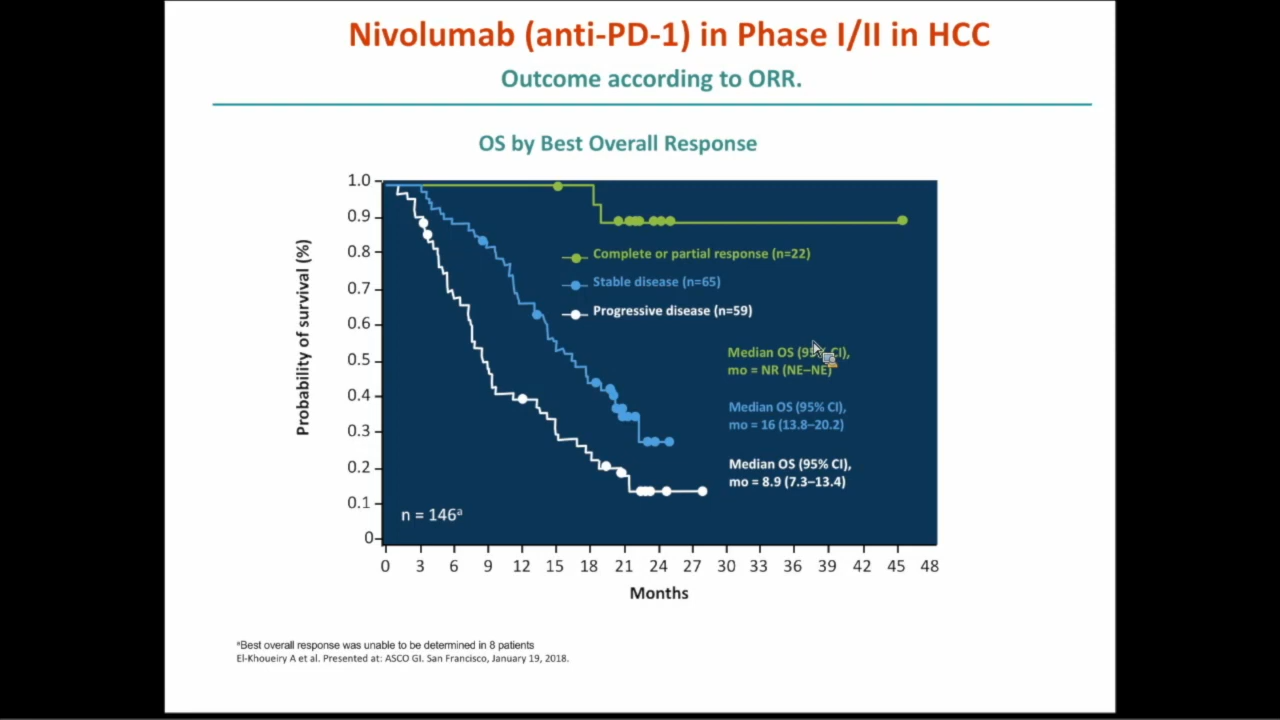 Nivolumab (anti-PD-1) in Phase I/II in HCC
Outcome according to ORR.
OS by Best Overall Response
Probability of survival (%)
1.0
0.9
0.8
0.7
0.6
0.5
0.4
0.3
0.2
0.1
0
Complete or partial response (n=22)
Stable disease (n=65)
Progressive disease (n=59)
Median OS (95% CI),
mo = NR (NE–NE)
Median OS (95% CI),
mo = 16 (13.8–20.2)
Median OS (95% CI),
mo = 8.9 (7.3–13.4)
n = 146ᵃ
0 3 6 9 12 15 18 21 24 27 30 33 36 39 42 45 48
Months
ᵃBest overall response was unable to be determined in 8 patients
El-Khoueiry A et al. Presented at: ASCO GI. San Francisco, January 19, 2018.